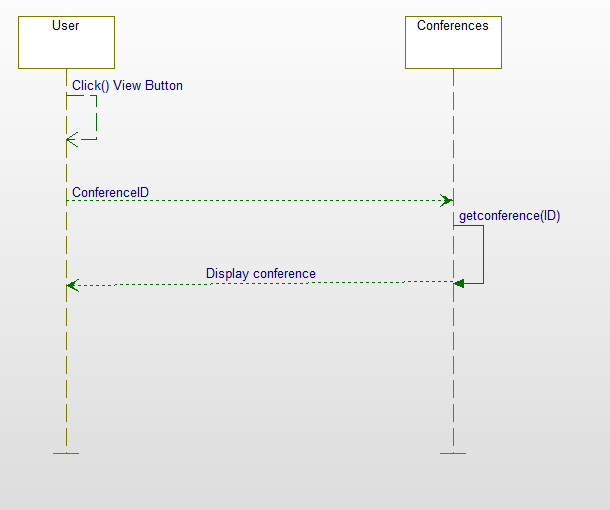 User
Conferences
Click() View Button
ConferenceID
getconference(ID)
Display conference